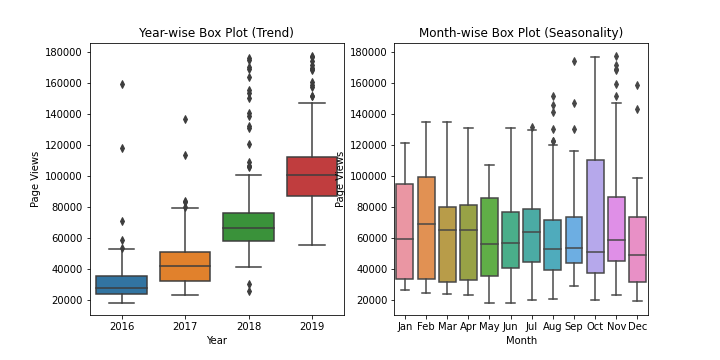 Year-wise Box Plot (Trend)
180000
160000
140000
120000
100000
80000
60000
40000
20000
Page Views
2016 2017 2018 2019
Year
Month-wise Box Plot (Seasonality)
180000
160000
140000
120000
100000
80000
60000
40000
20000
Page Views
Jan Feb Mar Apr May Jun Jul Aug Sep Oct Nov Dec
Month